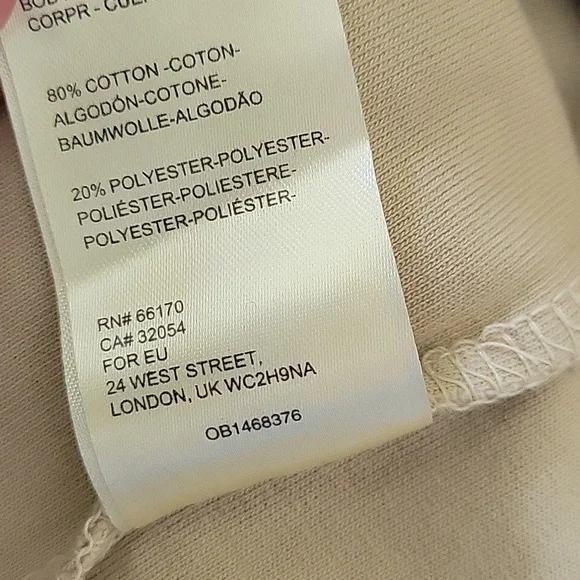 CORPR - CUE
80% COTTON -COTON-
ALGODÓN-COTONE-
BAUMWOLLE-ALGODÃO
20% POLYESTER-POLYESTER-
POLIÉSTER-POLIESTERE-
POLYESTER-POLIÉSTER-
RN# 66170
CA# 32054
FOR EU
24 WEST STREET,
LONDON, UK WC2H9NA
OB1468376